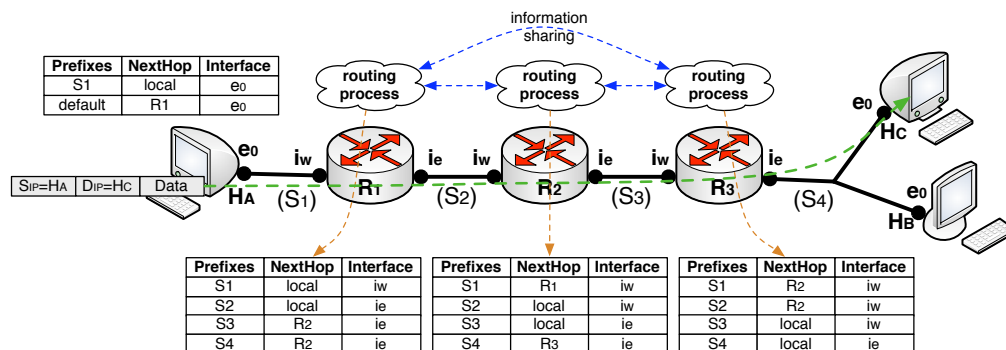 information
sharing
Prefixes NextHop Interface
S1 local e0
default R1 e0
routing
process
routing
process
routing
process
e0
iw
ie
iw
ie
iw
ie
e0
HC
SIP=HA DIP=HC Data
HA
(S1)
R1
(S2)
R2
(S3)
R3
(S4)
e0
HB
Prefixes NextHop Interface
S1 local iw
S2 local ie
S3 R2 ie
S4 R2 ie
Prefixes NextHop Interface
S1 R1 iw
S2 local iw
S3 local ie
S4 R3 ie
Prefixes NextHop Interface
S1 R2 iw
S2 R2 iw
S3 local iw
S4 local ie